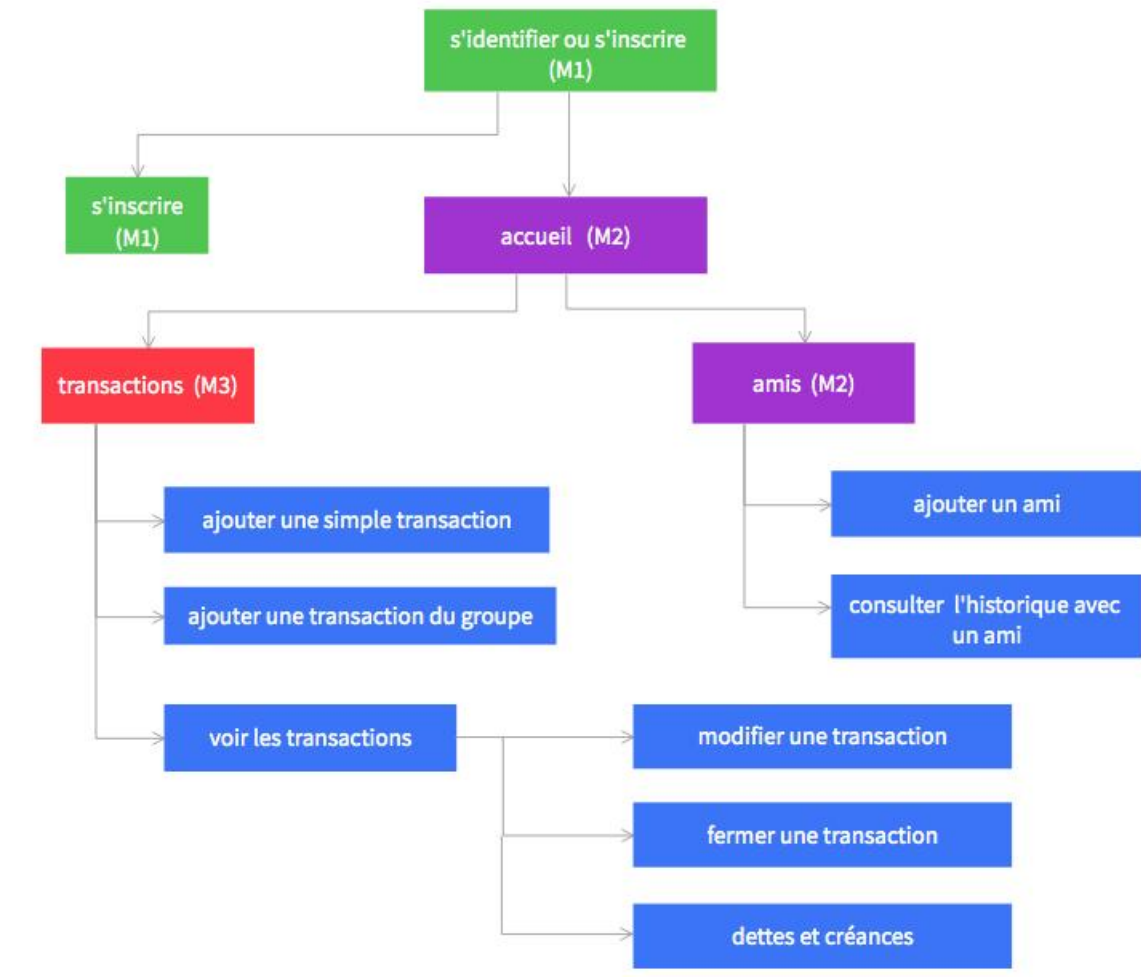 s'identifier ou s'inscrire
(M1)
s'inscrire
(M1)
accueil (M2)
transactions (M3)
amis (M2)
ajouter une simple transaction
ajouter un ami
ajouter une transaction du groupe
consulter l'historique avec
un ami
voir les transactions
modifier une transaction
fermer une transaction
dettes et créances